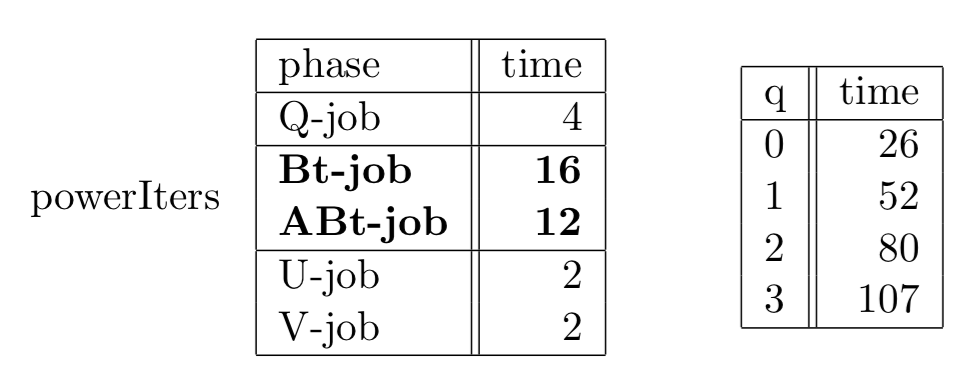 phase time
Q-job 4
Bt-job 16
powerIters
ABt-job 12
U-job 2
V-job 2
q time
0 26
1 52
2 80
3 107